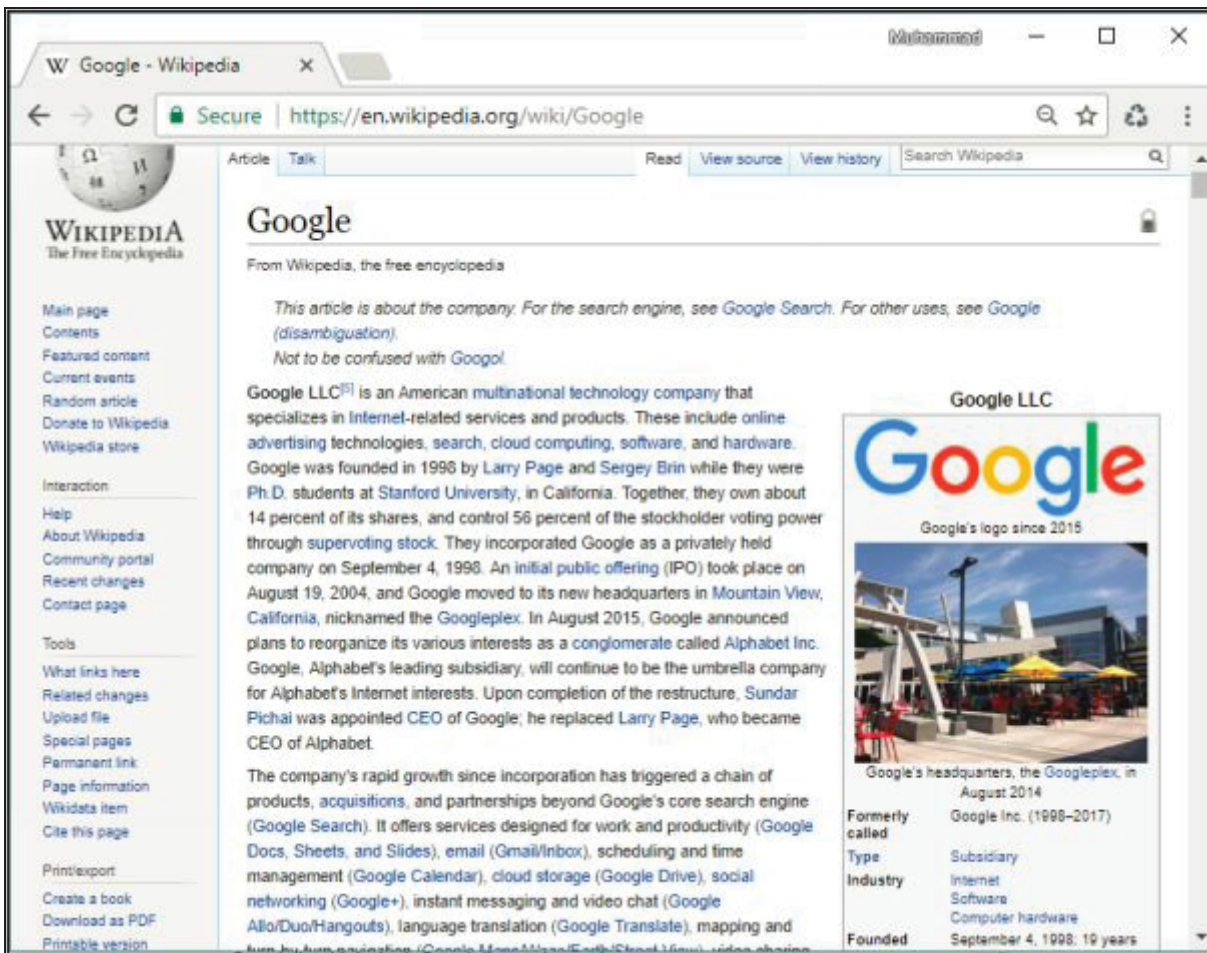 Muhammad
W Google - Wikipedia
Secure | https://en.wikipedia.org/wiki/Google
Article Talk Read View source View history Search Wikipedia
WIKIPEDIA
The Free Encyclopedia
Main page
Contents
Featured content
Current events
Random article
Donate to Wikipedia
Wikipedia store
Interaction
Help
About Wikipedia
Community portal
Recent changes
Contact page
Tools
What links here
Related changes
Upload file
Special pages
Permanent link
Page information
Wikidata item
Cite this page
Print/export
Create a book
Download as PDF
Printable version
Google
From Wikipedia, the free encyclopedia
This article is about the company. For the search engine, see Google Search. For other uses, see Google
(disambiguation).
Not to be confused with Googol.
Google LLC[5] is an American multinational technology company that
specializes in Internet-related services and products. These include online
advertising technologies, search, cloud computing, software, and hardware.
Google was founded in 1998 by Larry Page and Sergey Brin while they were
Ph.D. students at Stanford University, in California. Together, they own about
14 percent of its shares, and control 56 percent of the stockholder voting power
through supervoting stock. They incorporated Google as a privately held
company on September 4, 1998. An initial public offering (IPO) took place on
August 19, 2004, and Google moved to its new headquarters in Mountain View,
California, nicknamed the Googleplex. In August 2015, Google announced
plans to reorganize its various interests as a conglomerate called Alphabet Inc.
Google, Alphabet's leading subsidiary, will continue to be the umbrella company
for Alphabet's Internet interests. Upon completion of the restructure, Sundar
Pichai was appointed CEO of Google; he replaced Larry Page, who became
CEO of Alphabet.
The company's rapid growth since incorporation has triggered a chain of
products, acquisitions, and partnerships beyond Google's core search engine
(Google Search). It offers services designed for work and productivity (Google
Docs, Sheets, and Slides), email (Gmail/Inbox), scheduling and time
management (Google Calendar), cloud storage (Google Drive), social
networking (Google+), instant messaging and video chat (Google
Allo/Duo/Hangouts), language translation (Google Translate), mapping and
turn-by-turn navigation (Google Maps/Waze/Earth/Street View), video sharing
Google LLC
Google
Google's logo since 2015
Google's headquarters, the Googleplex, in
August 2014
Formerly called Google Inc. (1998–2017)
Type Subsidiary
Industry Internet
Software
Computer hardware
Founded September 4, 1998; 19 years